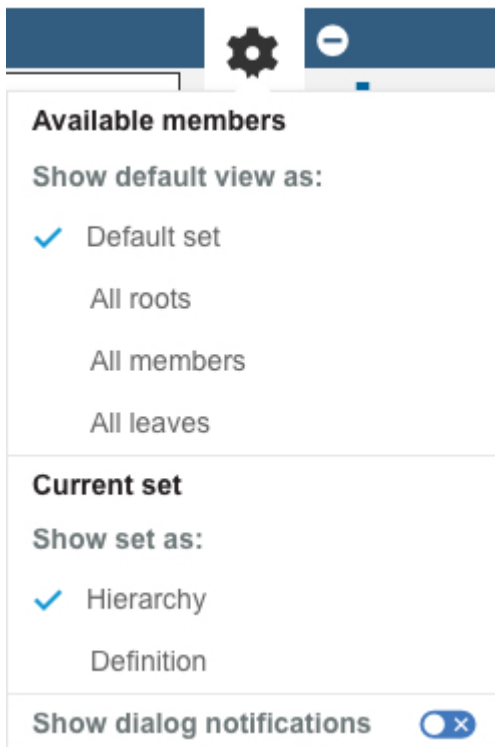 Available members
Show default view as:
Default set
All roots
All members
All leaves
Current set
Show set as:
Hierarchy
Definition
Show dialog notifications